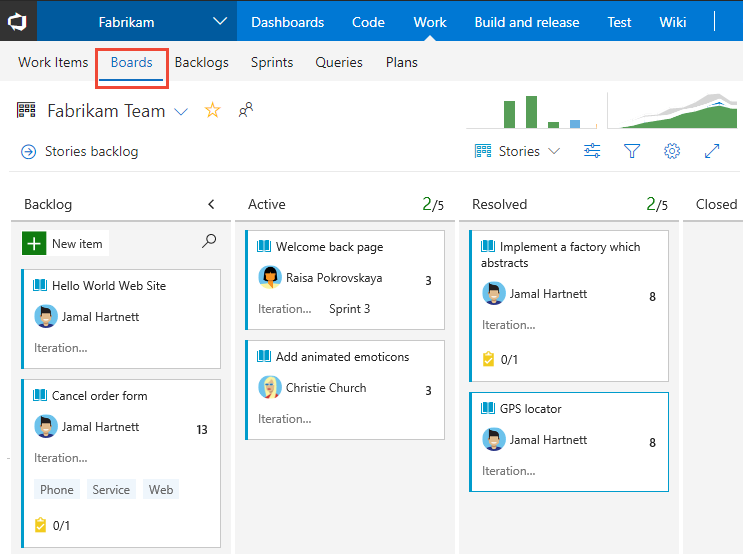 Fabrikam Dashboards Code Work Build and release Test Wiki
Work Items Boards Backlogs Sprints Queries Plans
Fabrikam Team
Stories backlog Stories
Backlog
New item
Hello World Web Site
Jamal Hartnett
Iteration...
Cancel order form
Jamal Hartnett 13
Iteration...
Phone Service Web
0/1
Active 2/5
Welcome back page
Raisa Pokrovskaya 3
Iteration... Sprint 3
Add animated emoticons
Christie Church 3
Iteration...
Resolved 2/5
Implement a factory which
abstracts
Jamal Hartnett 8
Iteration...
0/1
GPS locator
Jamal Hartnett 8
Iteration...
Closed